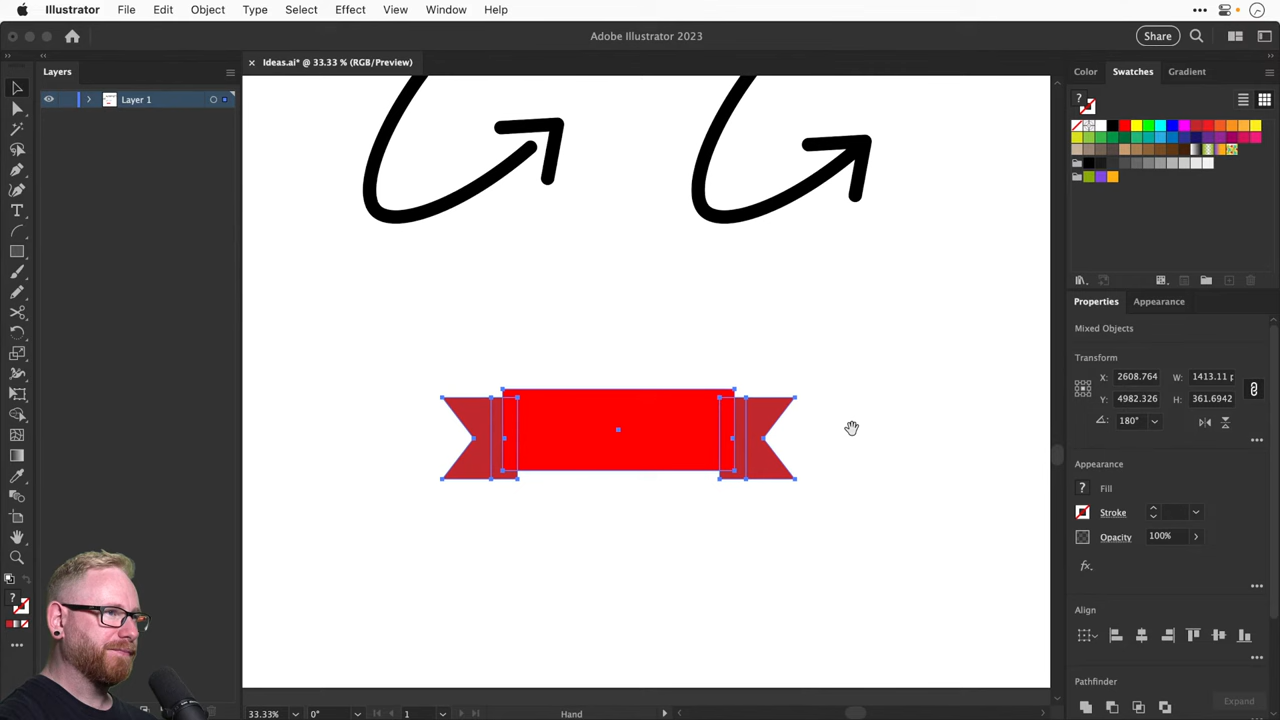 Illustrator File Edit Object Type Select Effect View Window Help
Adobe Illustrator 2023
Share
Layers
Ideas.ai* @ 33.33 % (RGB/Preview)
Color Swatches Gradient
Layer 1
Properties Appearance
Mixed Objects
Transform
X: 2608.764 W: 1413.11 p
Y: 4982.326 H: 361.6942
180°
Appearance
? Fill
Stroke
Opacity 100%
fx.
Align
Pathfinder
Expand
33.33% 0° 1 Hand